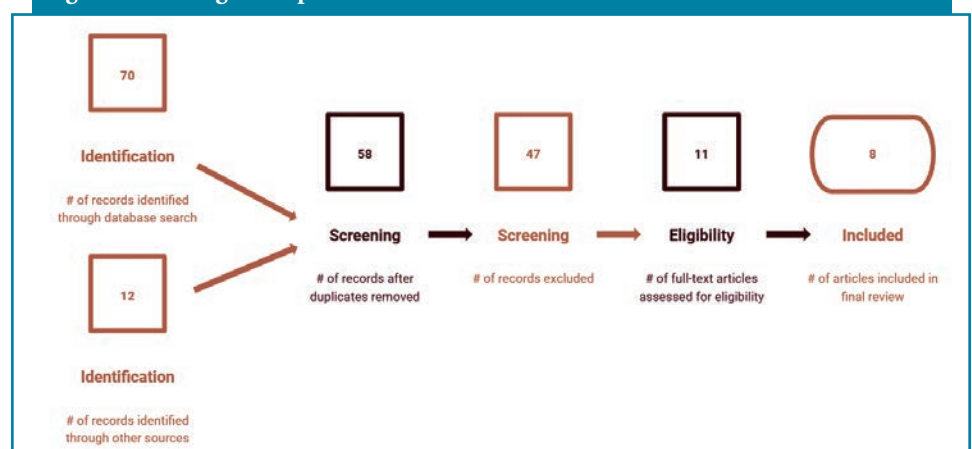 70
Identification
# of records identified
through database search
12
Identification
# of records identified
through other sources
58
Screening
# of records after
duplicates removed
47
Screening
# of records excluded
11
Eligibility
# of full-text articles
assessed for eligibility
8
Included
# of articles included in
final review